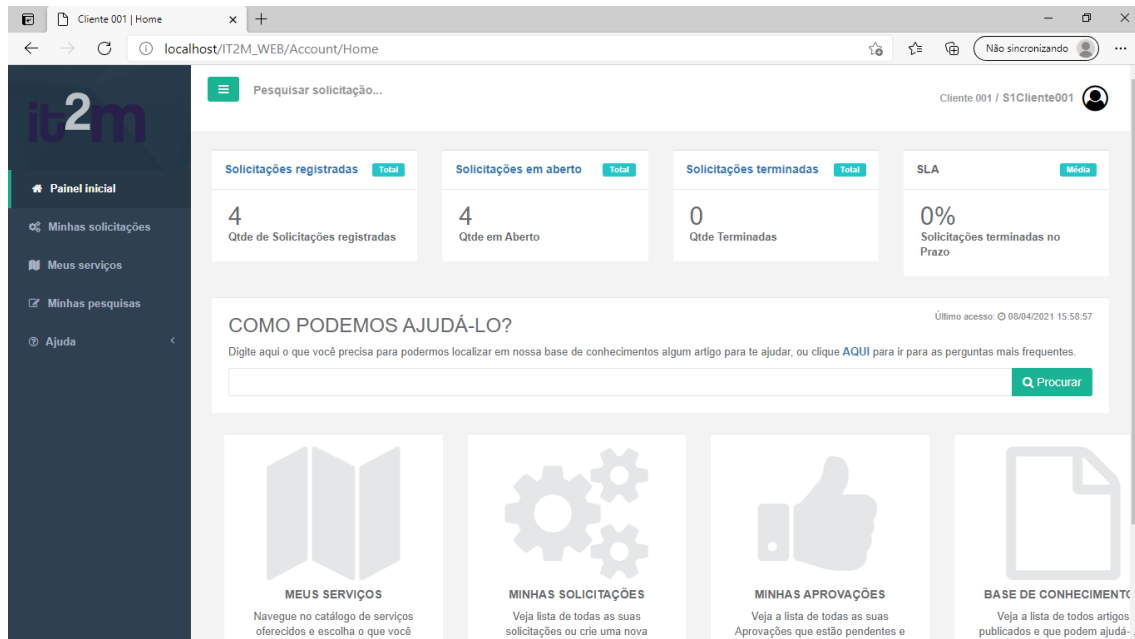 Cliente 001 | Home
localhost/IT2M_WEB/Account/Home
Não sincronizando
it2m
Pesquisar solicitação...
Cliente 001 / S1Cliente001
Painel inicial
Minhas solicitações
Meus serviços
Minhas pesquisas
Ajuda
Solicitações registradas Total
4
Qtde de Solicitações registradas
Solicitações em aberto Total
4
Qtde em Aberto
Solicitações terminadas Total
0
Qtde Terminadas
SLA Média
0%
Solicitações terminadas no
Prazo
COMO PODEMOS AJUDÁ-LO?
Último acesso: 08/04/2021 15:58:57
Digite aqui o que você precisa para podermos localizar em nossa base de conhecimentos algum artigo para te ajudar, ou clique AQUI para ir para as perguntas mais frequentes.
Procurar
MEUS SERVIÇOS
Navegue no catálogo de serviços
oferecidos e escolha o que você
MINHAS SOLICITAÇÕES
Veja lista de todas as suas
solicitações ou crie uma nova
MINHAS APROVAÇÕES
Veja a lista de todas as suas
Aprovações que estão pendentes e
BASE DE CONHECIMENTO
Veja a lista de todos artigos
publicados e que podem ajudá-